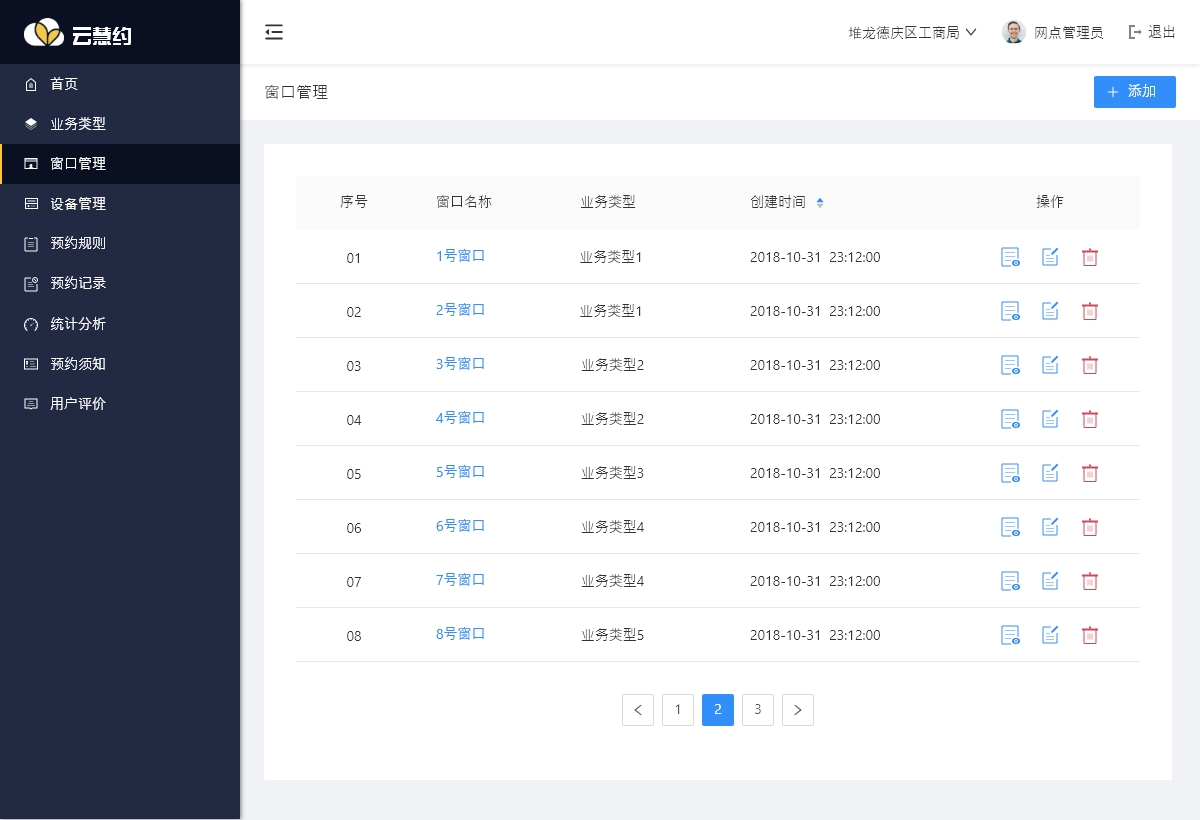 云慧约
堆龙德庆区工商局
网点管理员
退出
首页
业务类型
窗口管理
设备管理
预约规则
预约记录
统计分析
预约须知
用户评价
窗口管理
+ 添加
序号 窗口名称 业务类型 创建时间 操作
01 1号窗口 业务类型1 2018-10-31 23:12:00
02 2号窗口 业务类型1 2018-10-31 23:12:00
03 3号窗口 业务类型2 2018-10-31 23:12:00
04 4号窗口 业务类型2 2018-10-31 23:12:00
05 5号窗口 业务类型3 2018-10-31 23:12:00
06 6号窗口 业务类型4 2018-10-31 23:12:00
07 7号窗口 业务类型4 2018-10-31 23:12:00
08 8号窗口 业务类型5 2018-10-31 23:12:00
< 1 2 3 >